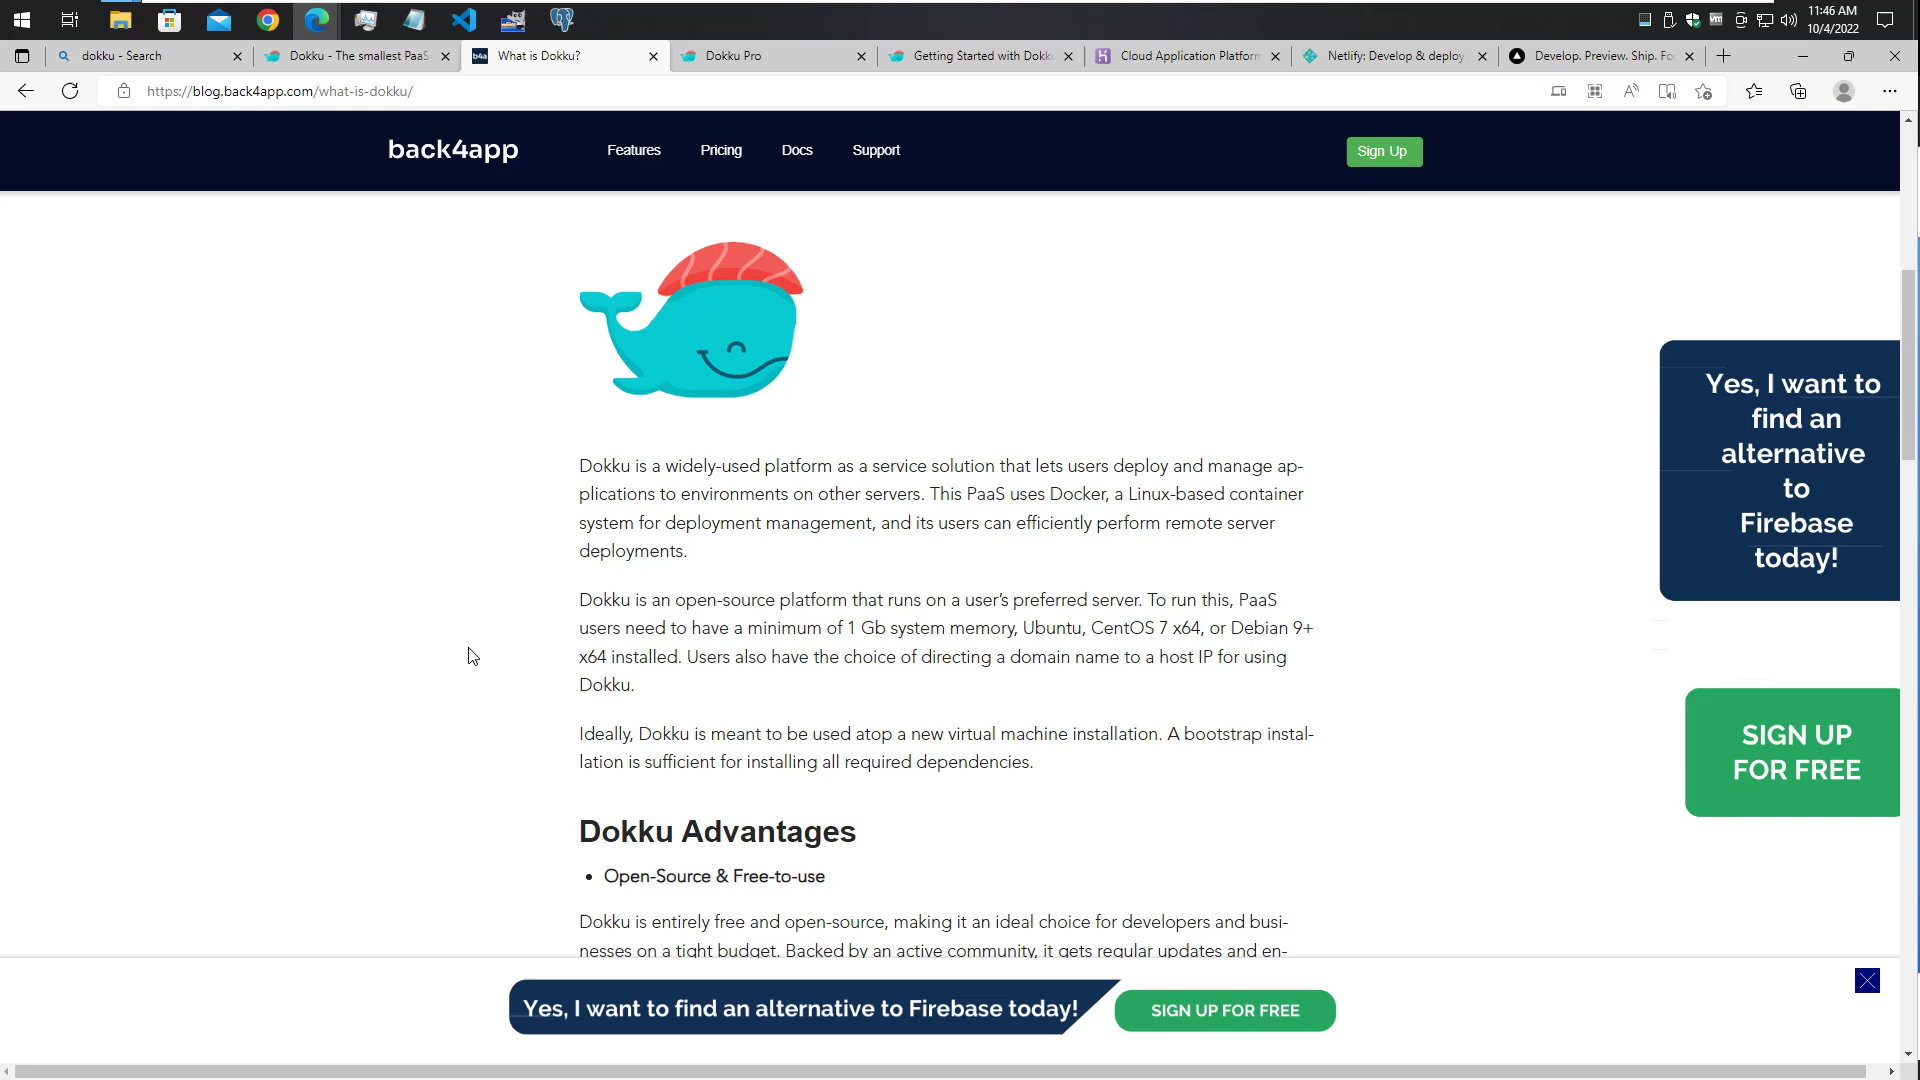 11:46 AM
10/4/2022
dokku - Search
Dokku - The smallest PaaS
b4a
What is Dokku?
Dokku Pro
Getting Started with Dokku
Cloud Application Platform
Netlify: Develop & deploy
Develop. Preview. Ship. For
https://blog.back4app.com/what-is-dokku/
back4app
Features
Pricing
Docs
Support
Sign Up
Dokku is a widely-used platform as a service solution that lets users deploy and manage ap-
plications to environments on other servers. This PaaS uses Docker, a Linux-based container
system for deployment management, and its users can efficiently perform remote server
deployments.
Dokku is an open-source platform that runs on a user’s preferred server. To run this, PaaS
users need to have a minimum of 1 Gb system memory, Ubuntu, CentOS 7 x64, or Debian 9+
x64 installed. Users also have the choice of directing a domain name to a host IP for using
Dokku.
Ideally, Dokku is meant to be used atop a new virtual machine installation. A bootstrap instal-
lation is sufficient for installing all required dependencies.
Dokku Advantages
• Open-Source & Free-to-use
Dokku is entirely free and open-source, making it an ideal choice for developers and busi-
nesses on a tight budget. Backed by an active community, it gets regular updates and en-
Yes, I want to
find an
alternative
to
Firebase
today!
SIGN UP
FOR FREE
Yes, I want to find an alternative to Firebase today!
SIGN UP FOR FREE